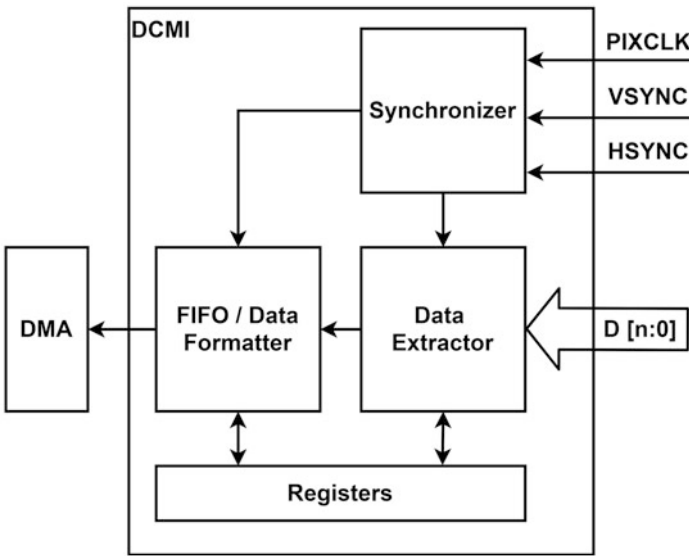 DCMI
PIXCLK
Synchronizer
VSYNC
HSYNC
DMA
FIFO / Data
Formatter
Data
Extractor
D [n:0]
Registers